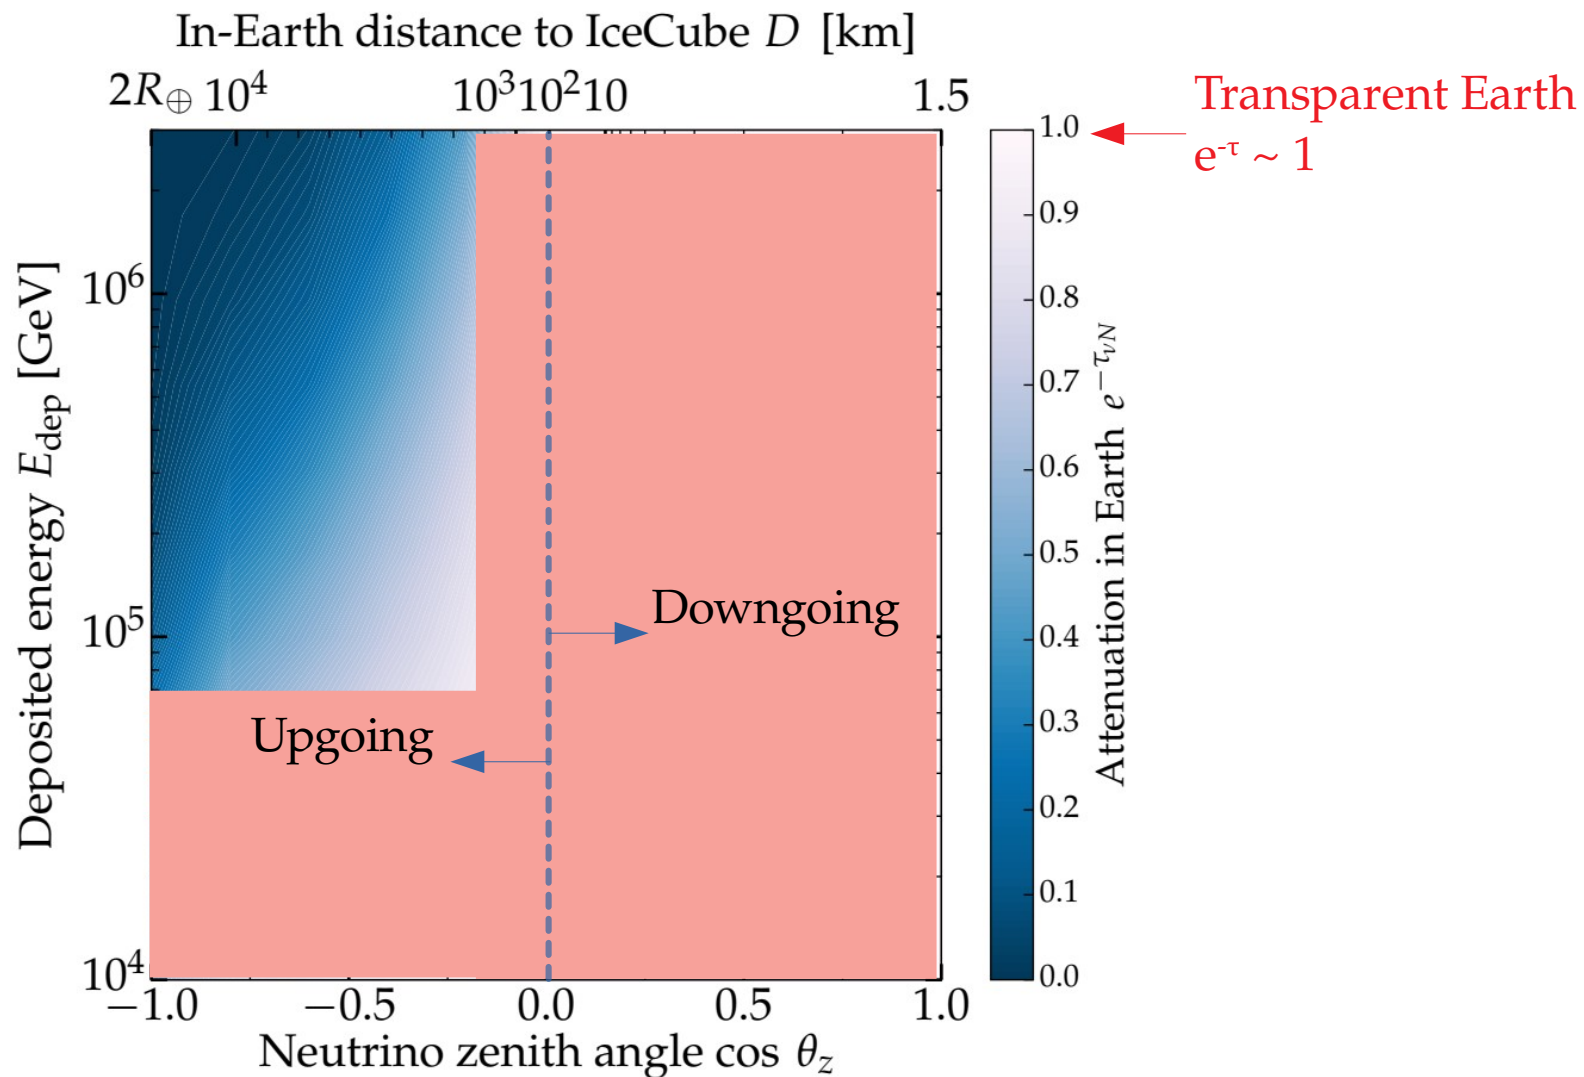 In-Earth distance to IceCube D [km]
2R⊕ 10⁴ 10³ 10² 10 1.5
Transparent Earth
e⁻ᵗ ~ 1
1.0
0.9
0.8
0.7
0.6
0.5
0.4
0.3
0.2
0.1
0.0
Attenuation in Earth e^−τνN
Deposited energy E_dep [GeV]
10⁶
10⁵
10⁴
Downgoing
Upgoing
−1.0 −0.5 0.0 0.5 1.0
Neutrino zenith angle cos θz